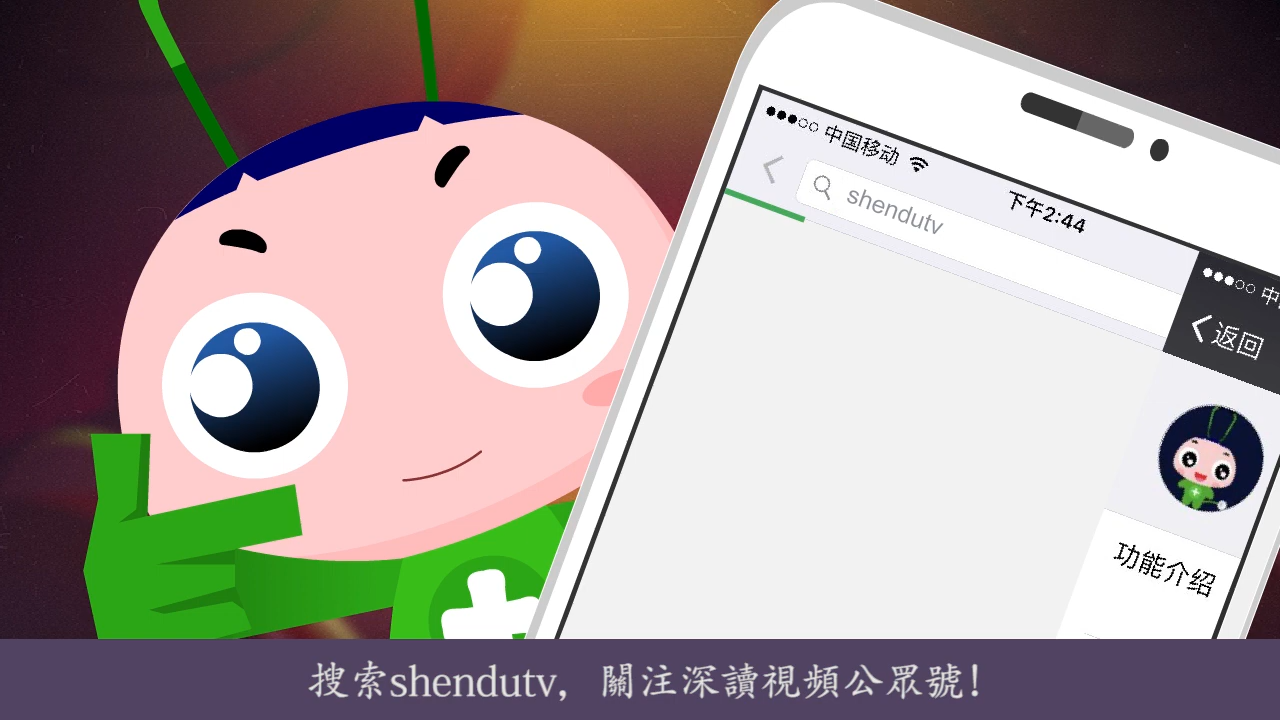 中国移动
下午2:44
shendutv
中
返回
功能介绍
搜索shendutv，關注深讀視頻公眾號！